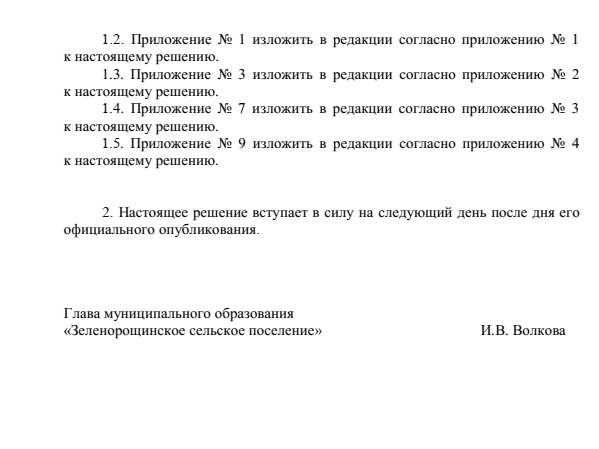 1.2. Приложение № 1 изложить в редакции согласно приложению № 1
к настоящему решению.
1.3. Приложение № 3 изложить в редакции согласно приложению № 2
к настоящему решению.
1.4. Приложение № 7 изложить в редакции согласно приложению № 3
к настоящему решению.
1.5. Приложение № 9 изложить в редакции согласно приложению № 4
к настоящему решению.
2. Настоящее решение вступает в силу на следующий день после дня его
официального опубликования.
Глава муниципального образования
«Зеленорощинское сельское поселение» И.В. Волкова